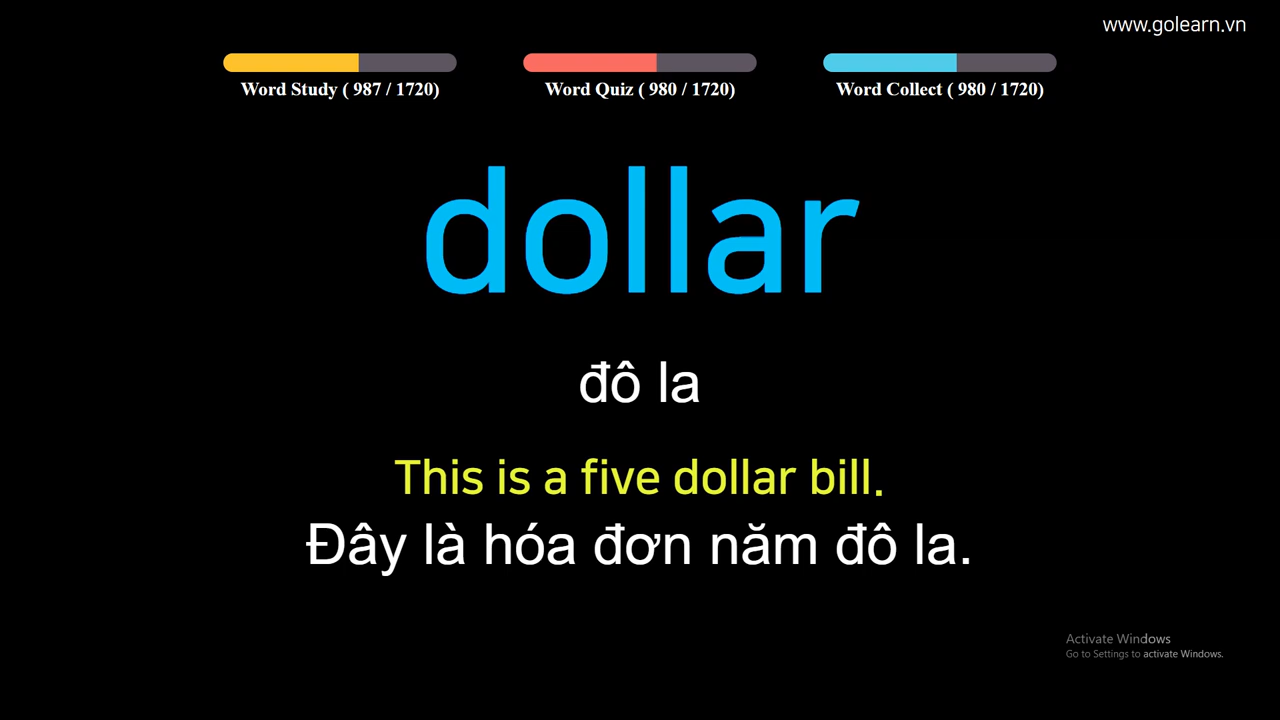 www.golearn.vn
Word Study ( 987 / 1720)
Word Quiz ( 980 / 1720)
Word Collect ( 980 / 1720)
dollar
đô la
This is a five dollar bill.
Đây là hóa đơn năm đô la.
Activate Windows
Go to Settings to activate Windows.